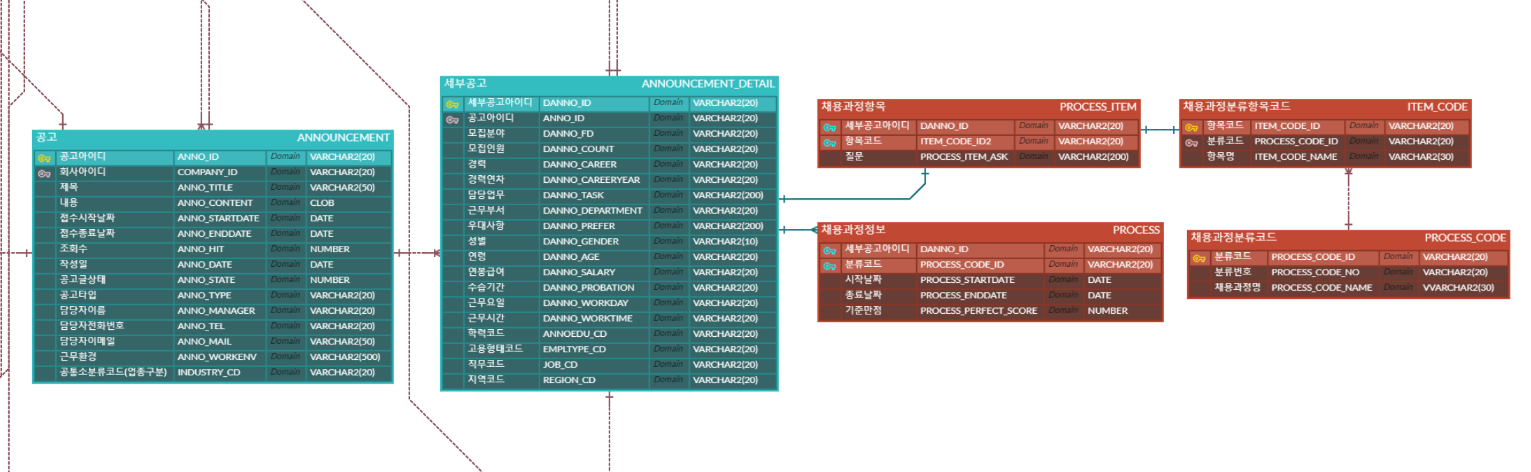 공고 ANNOUNCEMENT
공고아이디 ANNO_ID Domain VARCHAR2(20)
회사아이디 COMPANY_ID Domain VARCHAR2(20)
제목 ANNO_TITLE Domain VARCHAR2(50)
내용 ANNO_CONTENT Domain CLOB
접수시작날짜 ANNO_STARTDATE Domain DATE
접수종료날짜 ANNO_ENDDATE Domain DATE
조회수 ANNO_HIT Domain NUMBER
작성일 ANNO_DATE Domain DATE
공고글상태 ANNO_STATE Domain NUMBER
공고타입 ANNO_TYPE Domain VARCHAR2(20)
담당자이름 ANNO_MANAGER Domain VARCHAR2(20)
담당자전화번호 ANNO_TEL Domain VARCHAR2(20)
담당자이메일 ANNO_MAIL Domain VARCHAR2(50)
근무환경 ANNO_WORKENV Domain VARCHAR2(500)
공통소분류코드(업종구분) INDUSTRY_CD Domain VARCHAR2(20)
세부공고 ANNOUNCEMENT_DETAIL
세부공고아이디 DANNO_ID Domain VARCHAR2(20)
공고아이디 ANNO_ID Domain VARCHAR2(20)
모집분야 DANNO_FD Domain VARCHAR2(20)
모집인원 DANNO_COUNT Domain VARCHAR2(20)
경력 DANNO_CAREER Domain VARCHAR2(20)
경력연차 DANNO_CAREERYEAR Domain VARCHAR2(20)
담당업무 DANNO_TASK Domain VARCHAR2(200)
근무부서 DANNO_DEPARTMENT Domain VARCHAR2(20)
우대사항 DANNO_PREFER Domain VARCHAR2(200)
성별 DANNO_GENDER Domain VARCHAR2(10)
연령 DANNO_AGE Domain VARCHAR2(20)
연봉급여 DANNO_SALARY Domain VARCHAR2(20)
수습기간 DANNO_PROBATION Domain VARCHAR2(20)
근무요일 DANNO_WORKDAY Domain VARCHAR2(20)
근무시간 DANNO_WORKTIME Domain VARCHAR2(20)
학력코드 ANNOEDU_CD Domain VARCHAR2(20)
고용형태코드 EMPLTYPE_CD Domain VARCHAR2(20)
직무코드 JOB_CD Domain VARCHAR2(20)
지역코드 REGION_CD Domain VARCHAR2(20)
채용과정항목 PROCESS_ITEM
세부공고아이디 DANNO_ID Domain VARCHAR2(20)
항목코드 ITEM_CODE_ID2 Domain VARCHAR2(20)
질문 PROCESS_ITEM_ASK Domain VARCHAR2(200)
채용과정정보 PROCESS
세부공고아이디 DANNO_ID Domain VARCHAR2(20)
분류코드 PROCESS_CODE_ID Domain VARCHAR2(20)
시작날짜 PROCESS_STARTDATE Domain DATE
종료날짜 PROCESS_ENDDATE Domain DATE
기준만점 PROCESS_PERFECT_SCORE Domain NUMBER
채용과정분류항목코드 ITEM_CODE
항목코드 ITEM_CODE_ID Domain VARCHAR2(20)
분류코드 PROCESS_CODE_ID Domain VARCHAR2(20)
항목명 ITEM_CODE_NAME Domain VARCHAR2(30)
채용과정분류코드 PROCESS_CODE
분류코드 PROCESS_CODE_ID Domain VARCHAR2(20)
분류번호 PROCESS_CODE_NO Domain VARCHAR2(20)
채용과정명 PROCESS_CODE_NAME Domain VVARCHAR2(30)